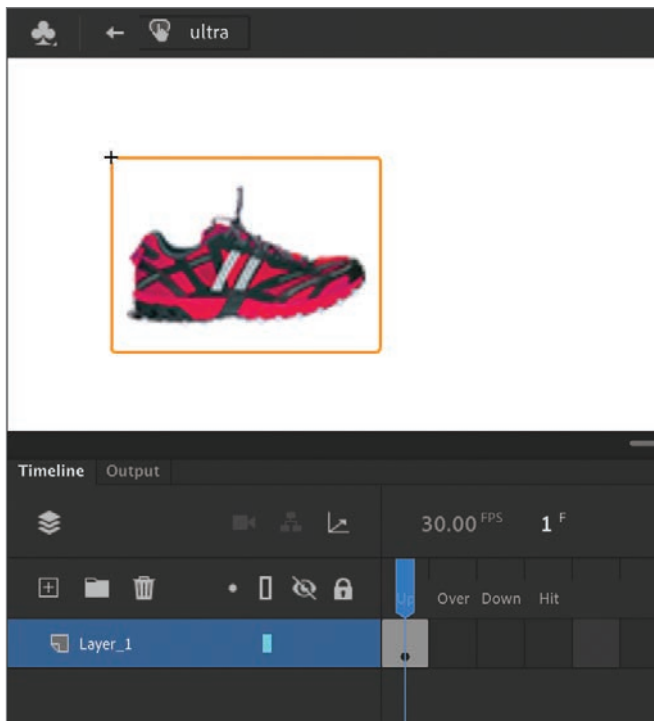 ultra
Timeline Output
30.00 FPS 1 F
Up Over Down Hit
Layer_1